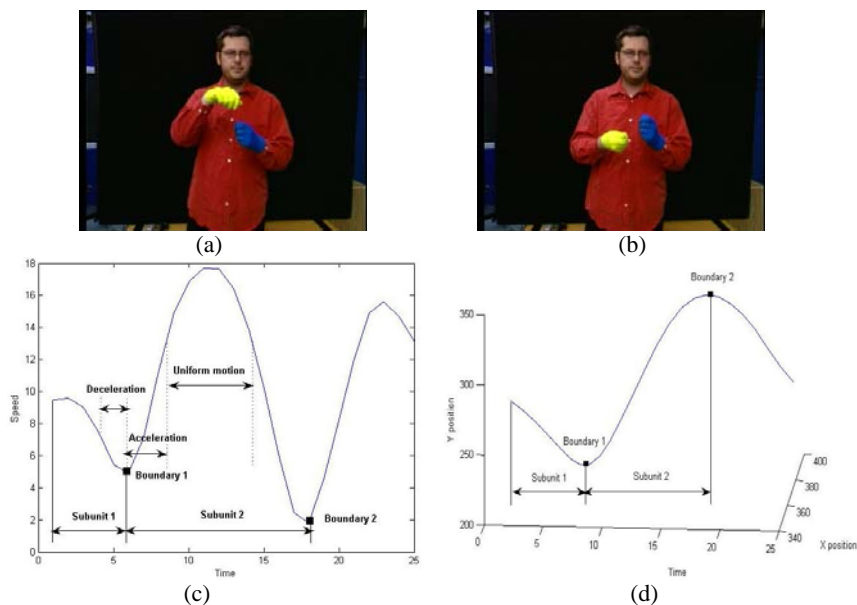 (a)
(b)
18
16
14
12
10
8
6
4
2
0
Speed
Deceleration
Uniform motion
Acceleration
Boundary 1
Subunit 1
Subunit 2
Boundary 2
0 5 10 15 20 25
Time
(c)
Boundary 2
350
300
250
200
Y position
Boundary 1
Subunit 1
Subunit 2
400
380
360
340
X position
0 5 10 15 20 25
Time
(d)